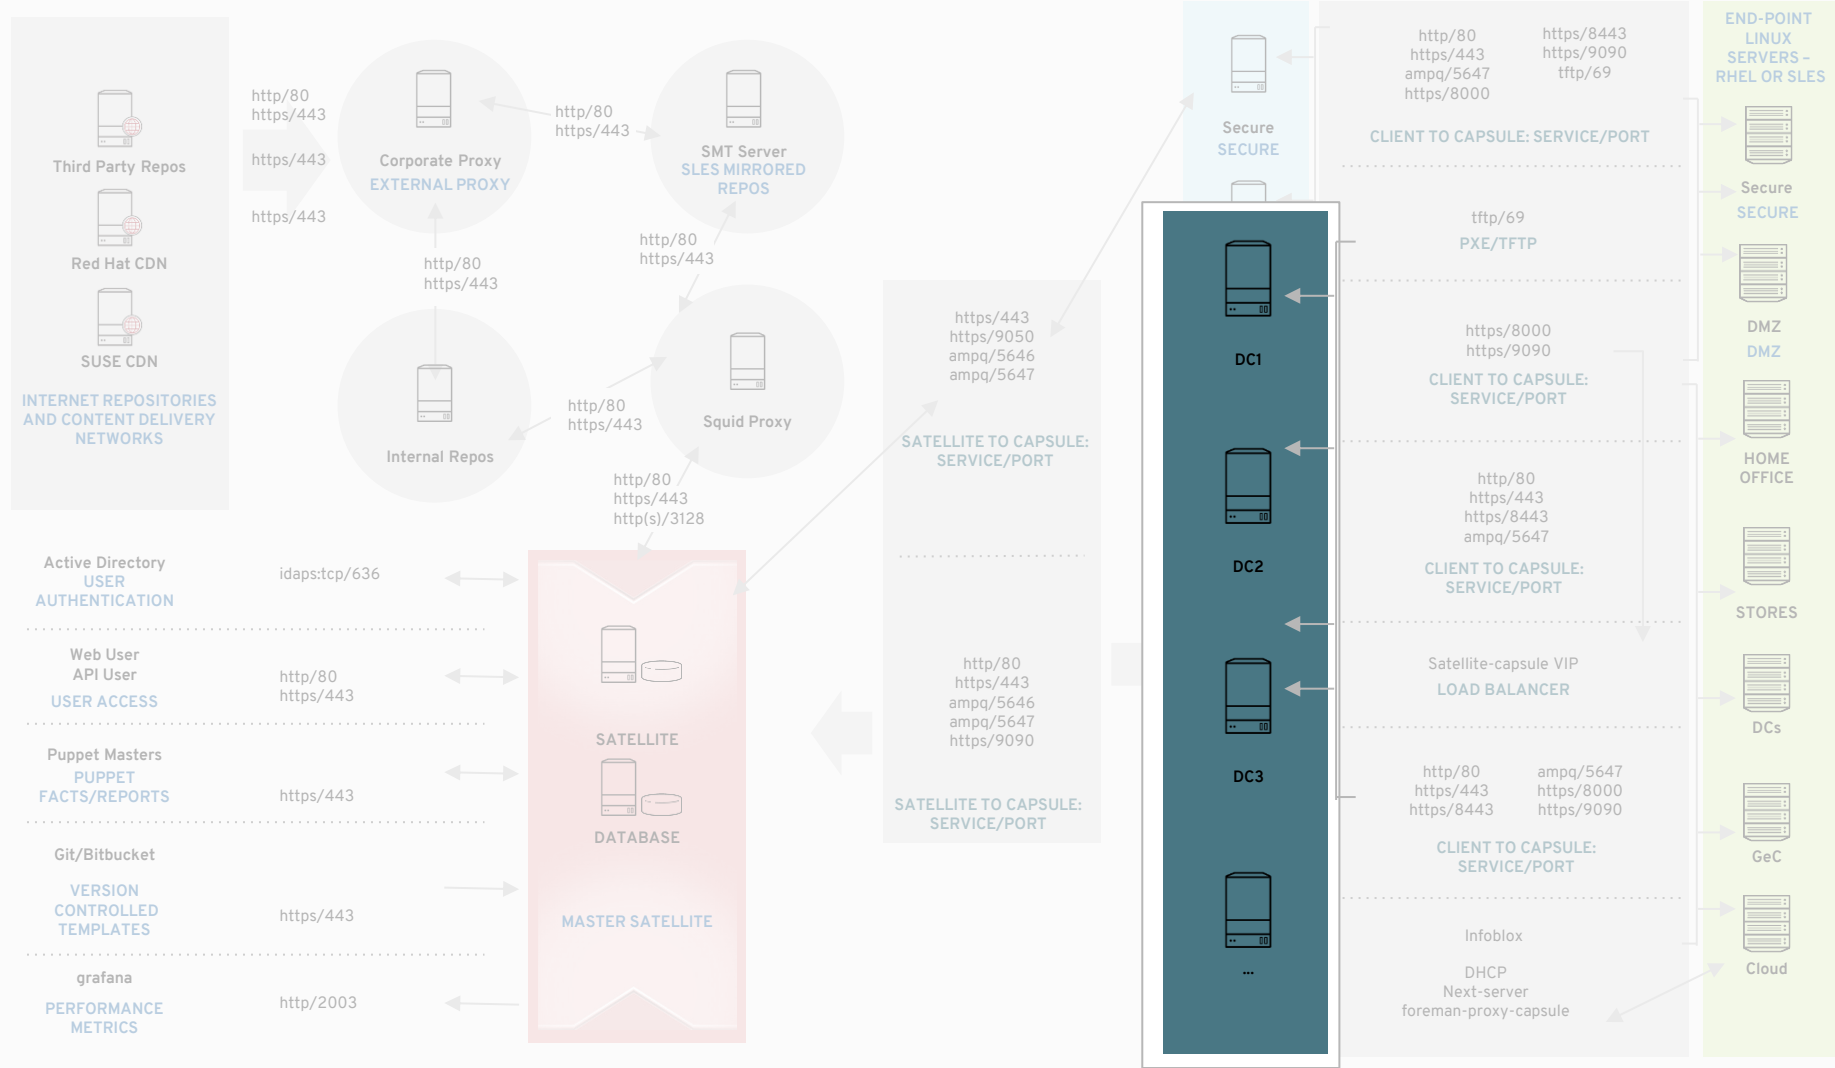 Third Party Repos
Red Hat CDN
SUSE CDN
INTERNET REPOSITORIES
AND CONTENT DELIVERY
NETWORKS
http/80
https/443
https/443
https/443
Corporate Proxy
EXTERNAL PROXY
http/80
https/443
SMT Server
SLES MIRRORED
REPOS
http/80
https/443
http/80
https/443
Internal Repos
http/80
https/443
Squid Proxy
http/80
https/443
http(s)/3128
Active Directory
USER
AUTHENTICATION
idaps:tcp/636
Web User
API User
USER ACCESS
http/80
https/443
Puppet Masters
PUPPET
FACTS/REPORTS
https/443
Git/Bitbucket
VERSION
CONTROLLED
TEMPLATES
https/443
grafana
PERFORMANCE
METRICS
http/2003
SATELLITE
DATABASE
MASTER SATELLITE
https/443
https/9050
ampq/5646
ampq/5647
SATELLITE TO CAPSULE:
SERVICE/PORT
http/80
https/443
ampq/5646
ampq/5647
https/9090
SATELLITE TO CAPSULE:
SERVICE/PORT
Secure
SECURE
DC1
DC2
DC3
...
http/80
https/443
ampq/5647
https/8000
https/8443
https/9090
tftp/69
CLIENT TO CAPSULE: SERVICE/PORT
tftp/69
PXE/TFTP
https/8000
https/9090
CLIENT TO CAPSULE:
SERVICE/PORT
http/80
https/443
https/8443
ampq/5647
CLIENT TO CAPSULE:
SERVICE/PORT
Satellite-capsule VIP
LOAD BALANCER
http/80
https/443
https/8443
ampq/5647
https/8000
https/9090
CLIENT TO CAPSULE:
SERVICE/PORT
Infoblox
DHCP
Next-server
foreman-proxy-capsule
END-POINT
LINUX
SERVERS –
RHEL OR SLES
Secure
SECURE
DMZ
DMZ
HOME
OFFICE
STORES
DCs
GeC
Cloud